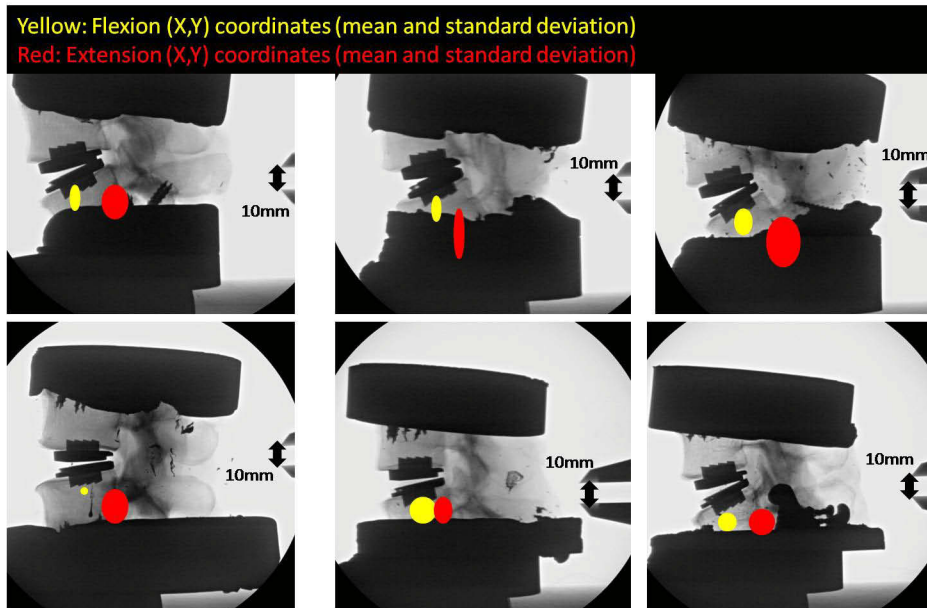 Yellow: Flexion (X,Y) coordinates (mean and standard deviation)
Red: Extension (X,Y) coordinates (mean and standard deviation)
10mm
10mm
10mm
10mm
10mm
10mm